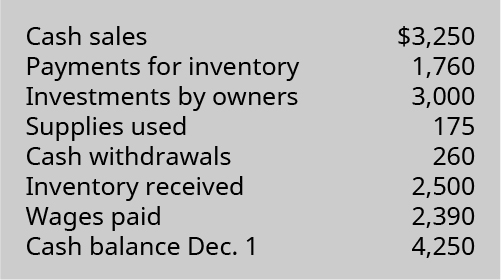 Cash sales $3,250
Payments for inventory 1,760
Investments by owners 3,000
Supplies used 175
Cash withdrawals 260
Inventory received 2,500
Wages paid 2,390
Cash balance Dec. 1 4,250